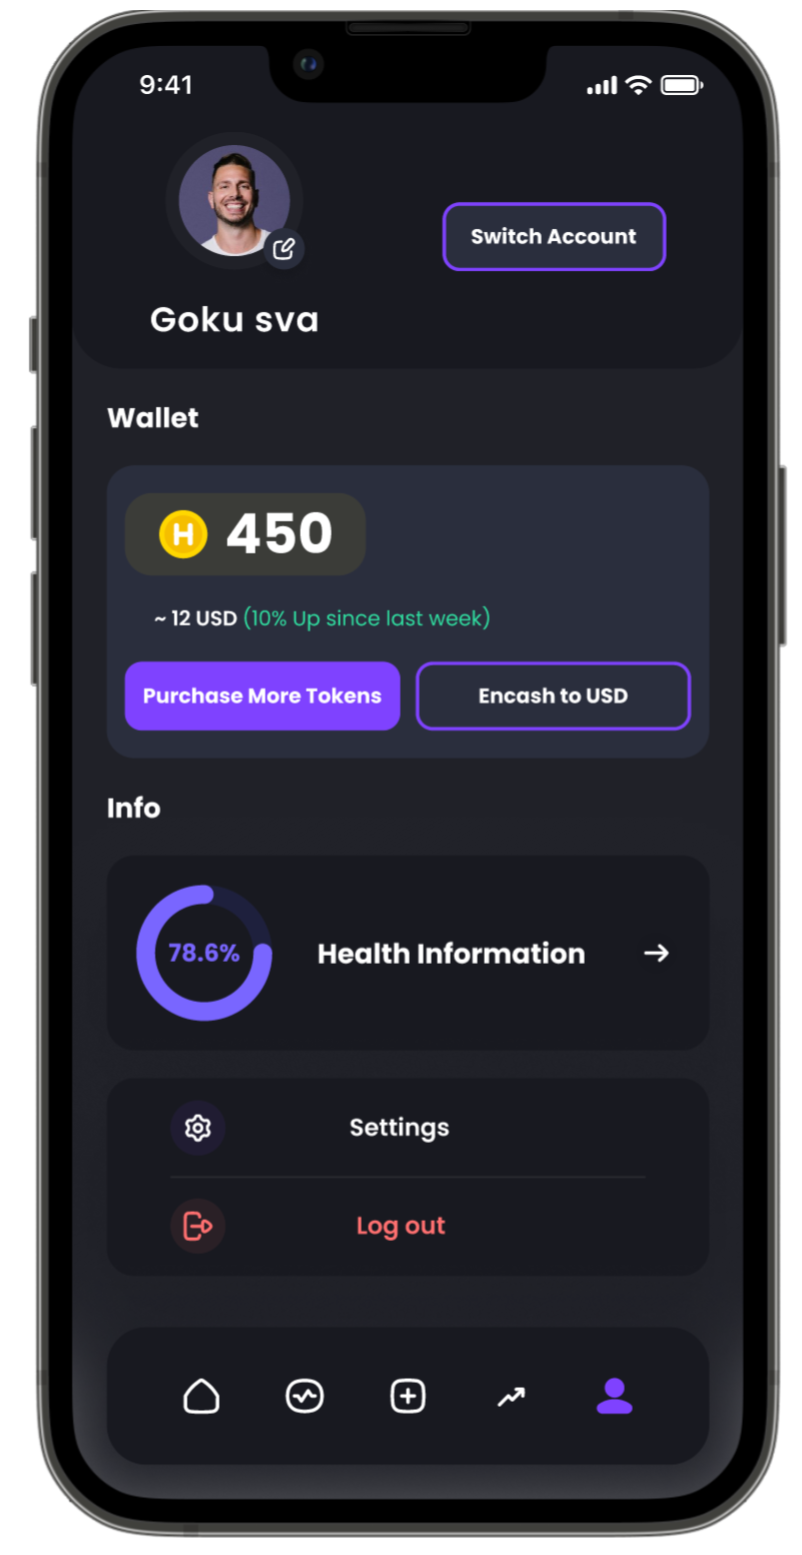 9:41
Switch Account
Goku sva
Wallet
H 450
~ 12 USD (10% Up since last week)
Purchase More Tokens
Encash to USD
Info
78.6%
Health Information
Settings
Log out